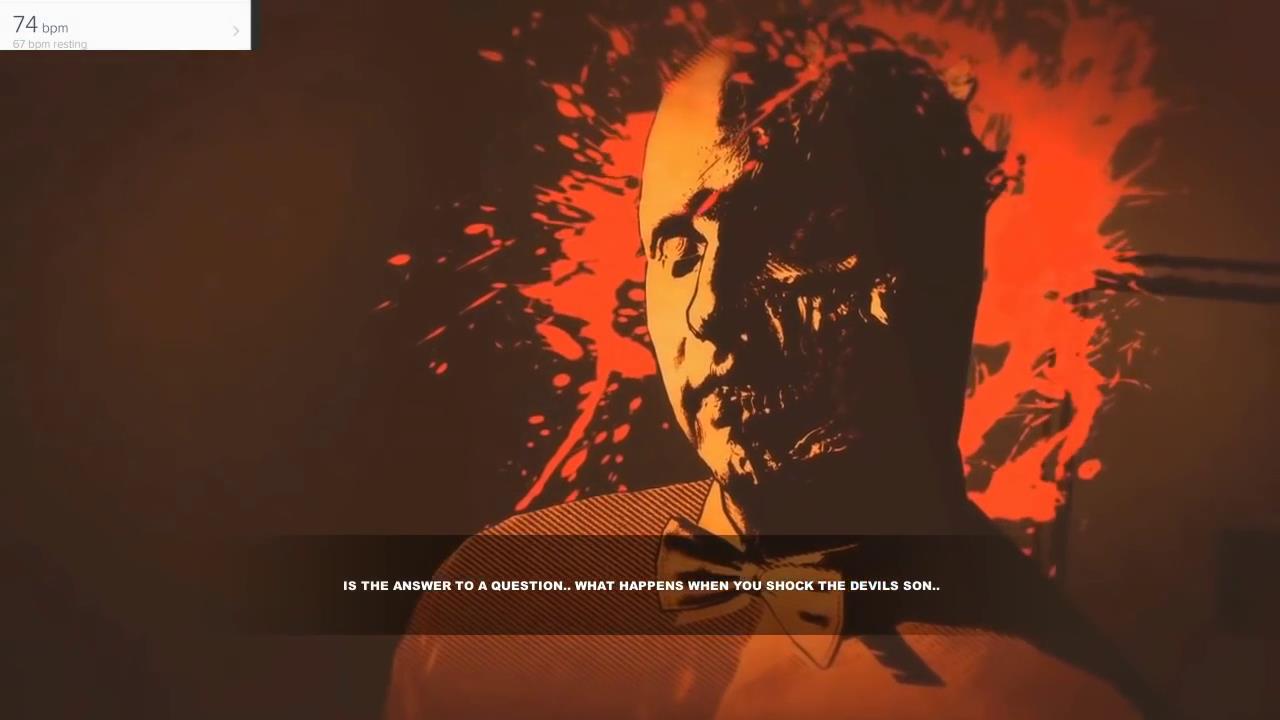 74 bpm
67 bpm resting
IS THE ANSWER TO A QUESTION.. WHAT HAPPENS WHEN YOU SHOCK THE DEVILS SON..